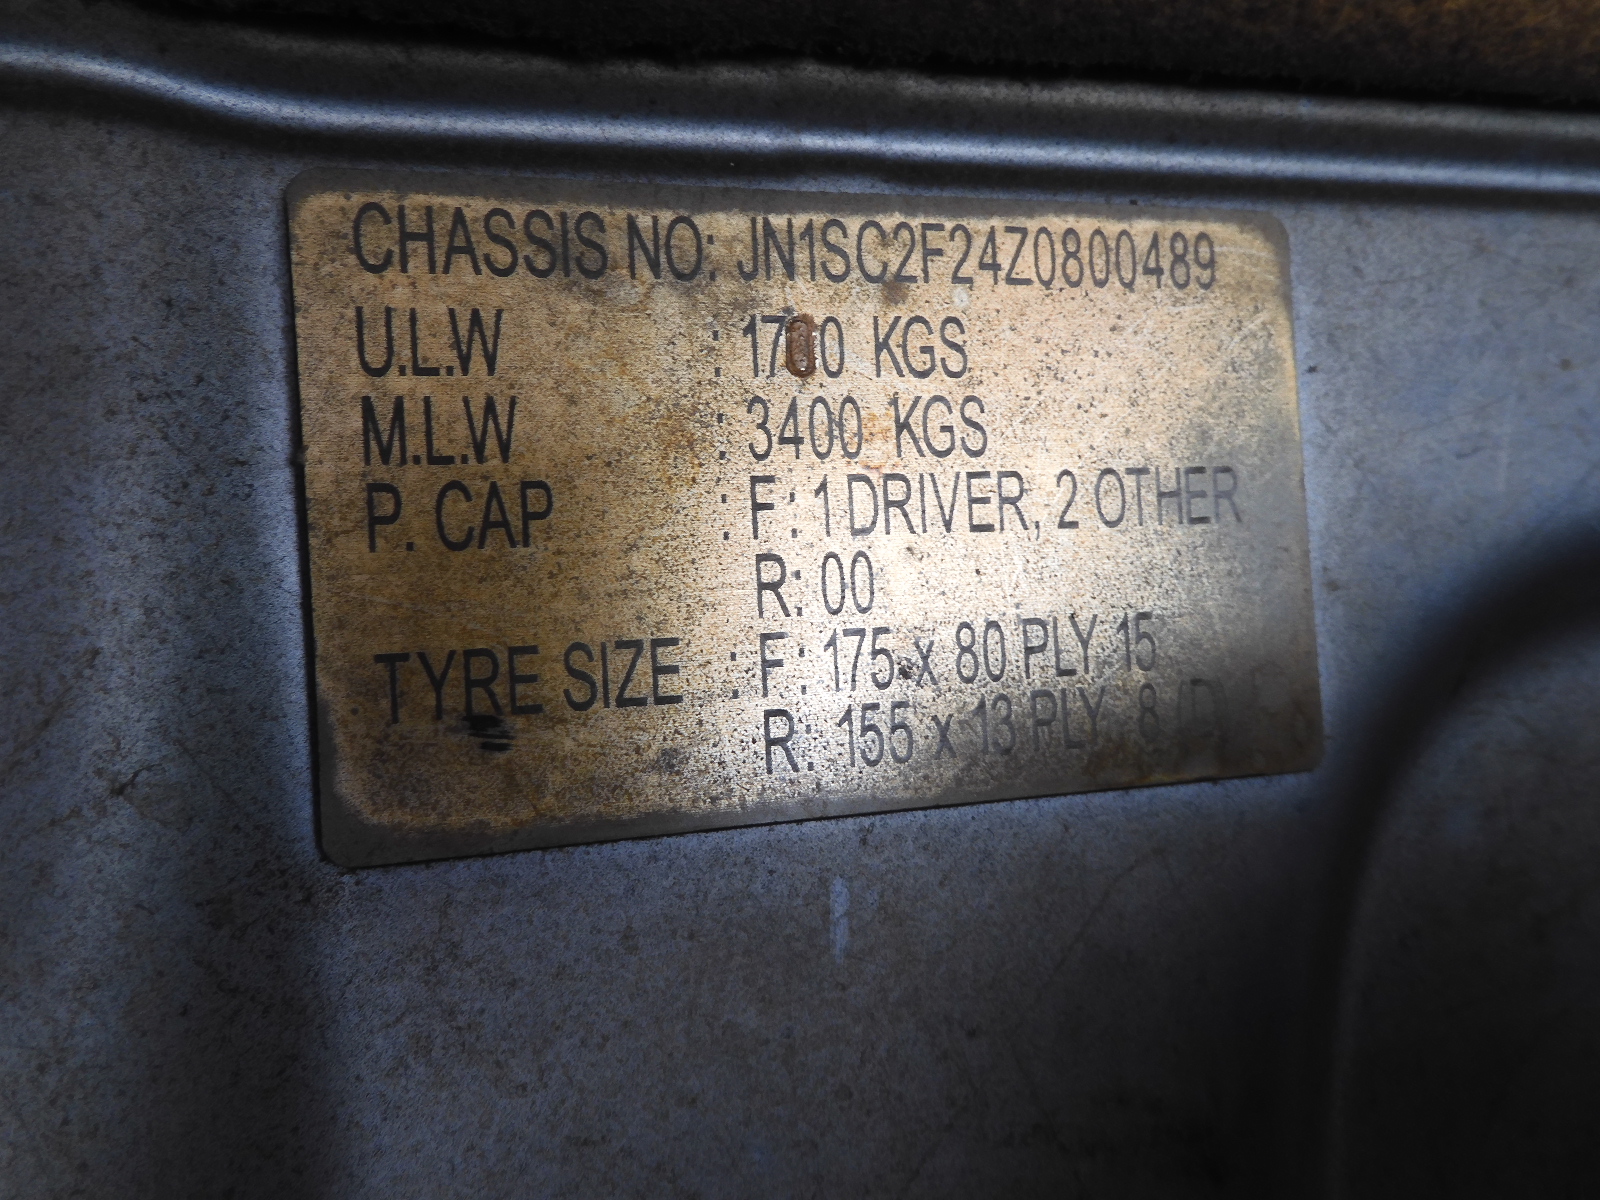 CHASSIS NO: JN1SC2F24Z0800489
U.L.W : 1700 KGS
M.L.W : 3400 KGS
P. CAP : F: 1 DRIVER, 2 OTHER
R: 00
TYRE SIZE : F: 175 x 80 PLY 15
R: 155 x 13 PLY 8 (D)